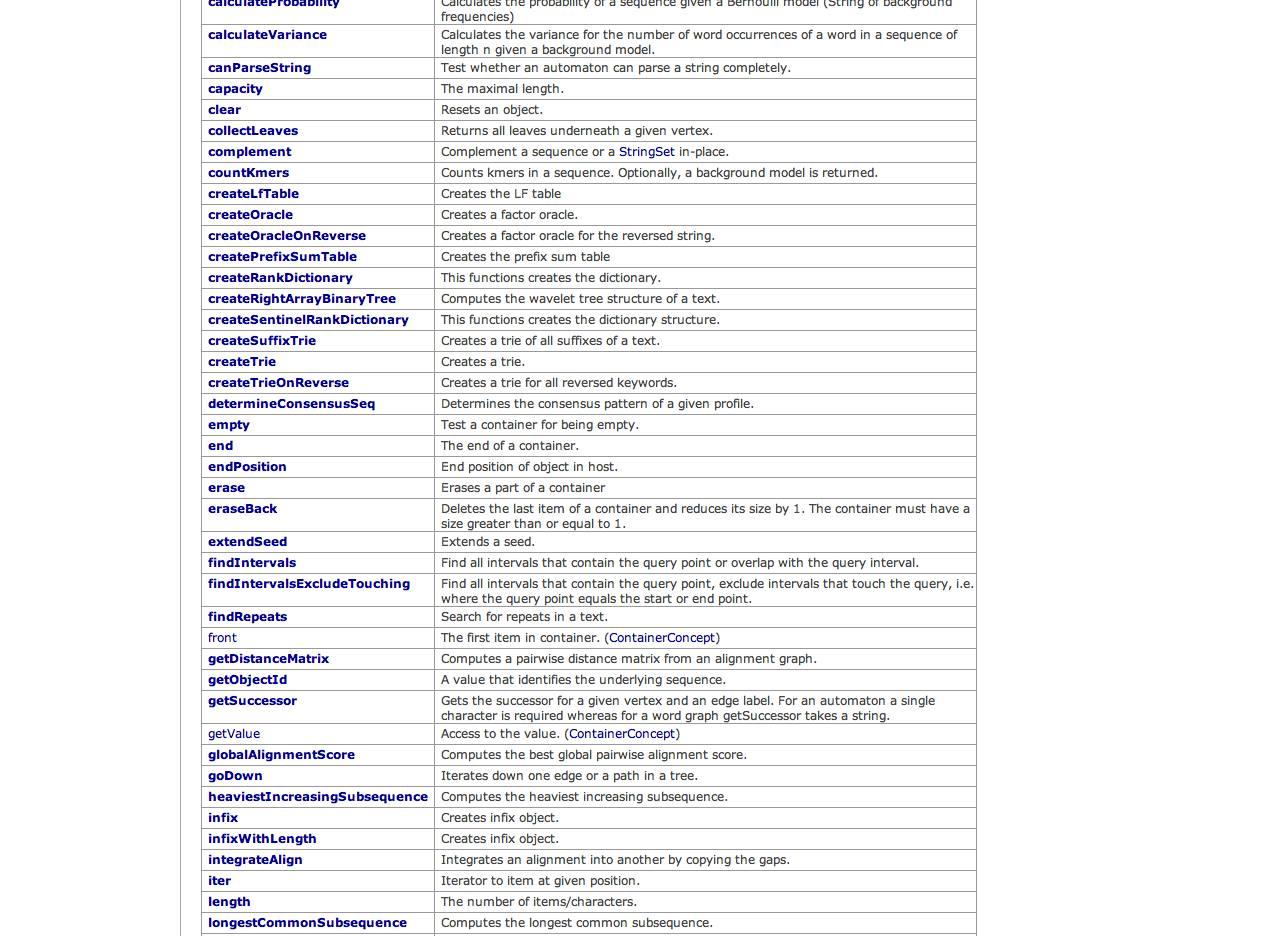 calculateProbability Calculates the probability of a sequence given a Bernoulli model (String of background
frequencies)
calculateVariance Calculates the variance for the number of word occurrences of a word in a sequence of
length n given a background model.
canParseString Test whether an automaton can parse a string completely.
capacity The maximal length.
clear Resets an object.
collectLeaves Returns all leaves underneath a given vertex.
complement Complement a sequence or a StringSet in-place.
countKmers Counts kmers in a sequence. Optionally, a background model is returned.
createLfTable Creates the LF table
createOracle Creates a factor oracle.
createOracleOnReverse Creates a factor oracle for the reversed string.
createPrefixSumTable Creates the prefix sum table
createRankDictionary This functions creates the dictionary.
createRightArrayBinaryTree Computes the wavelet tree structure of a text.
createSentinelRankDictionary This functions creates the dictionary structure.
createSuffixTrie Creates a trie of all suffixes of a text.
createTrie Creates a trie.
createTrieOnReverse Creates a trie for all reversed keywords.
determineConsensusSeq Determines the consensus pattern of a given profile.
empty Test a container for being empty.
end The end of a container.
endPosition End position of object in host.
erase Erases a part of a container
eraseBack Deletes the last item of a container and reduces its size by 1. The container must have a
size greater than or equal to 1.
extendSeed Extends a seed.
findIntervals Find all intervals that contain the query point or overlap with the query interval.
findIntervalsExcludeTouching Find all intervals that contain the query point, exclude intervals that touch the query, i.e.
where the query point equals the start or end point.
findRepeats Search for repeats in a text.
front The first item in container. (ContainerConcept)
getDistanceMatrix Computes a pairwise distance matrix from an alignment graph.
getObjectId A value that identifies the underlying sequence.
getSuccessor Gets the successor for a given vertex and an edge label. For an automaton a single
character is required whereas for a word graph getSuccessor takes a string.
getValue Access to the value. (ContainerConcept)
globalAlignmentScore Computes the best global pairwise alignment score.
goDown Iterates down one edge or a path in a tree.
heaviestIncreasingSubsequence Computes the heaviest increasing subsequence.
infix Creates infix object.
infixWithLength Creates infix object.
integrateAlign Integrates an alignment into another by copying the gaps.
iter Iterator to item at given position.
length The number of items/characters.
longestCommonSubsequence Computes the longest common subsequence.